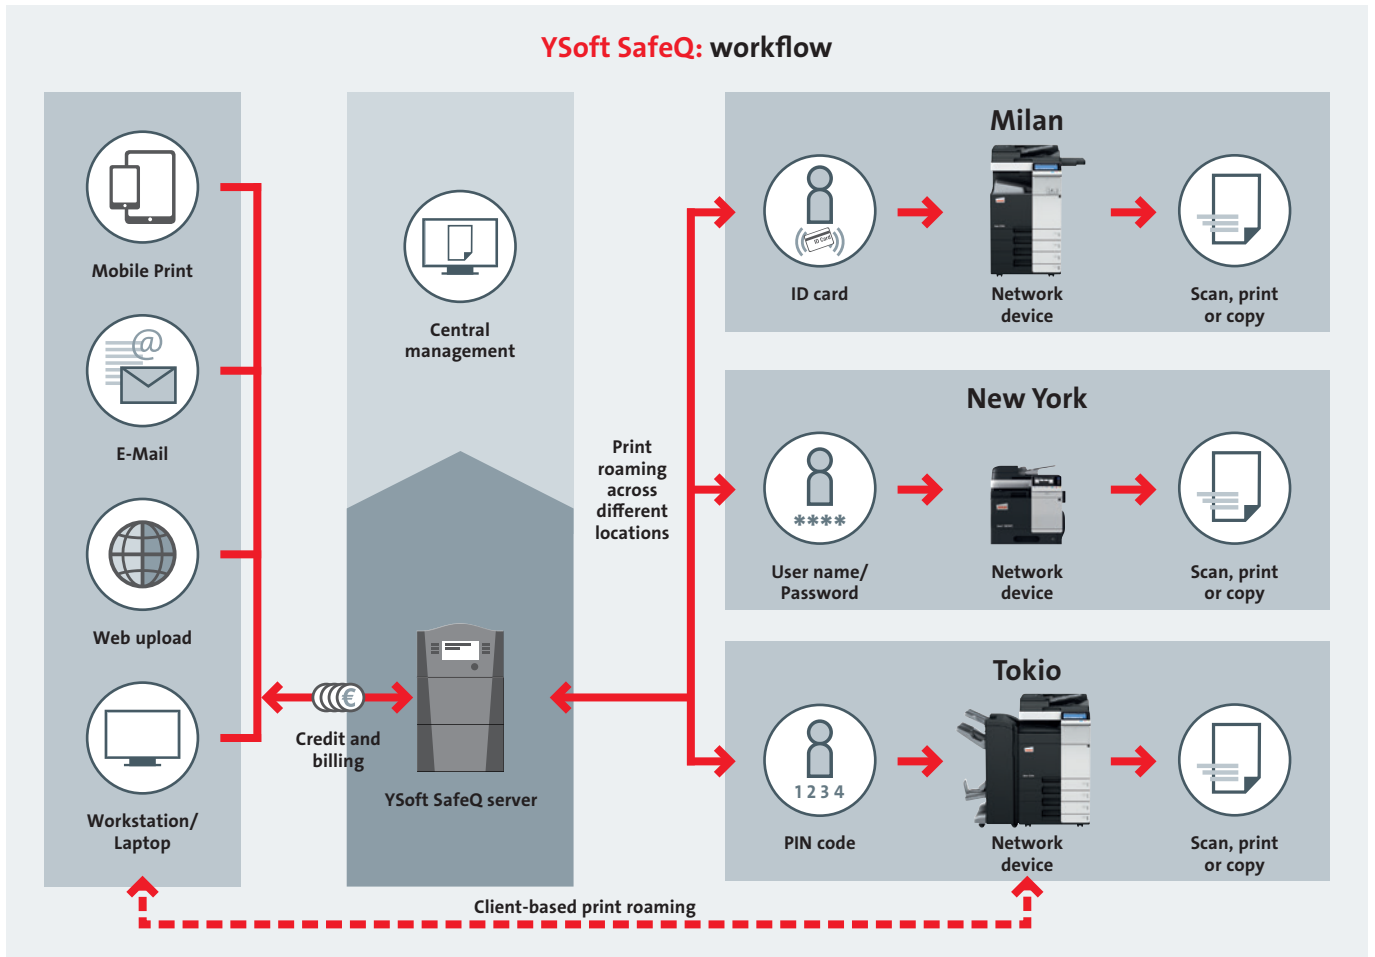 YSoft SafeQ: workflow
Mobile Print
@
E-Mail
Web upload
Workstation/
Laptop
Central
management
€
Credit and
billing
YSoft SafeQ server
Print
roaming
across
different
locations
Milan
ID Card
ID card
Network
device
Scan, print
or copy
New York
****
User name/
Password
Network
device
Scan, print
or copy
Tokio
1 2 3 4
PIN code
Network
device
Scan, print
or copy
Client-based print roaming